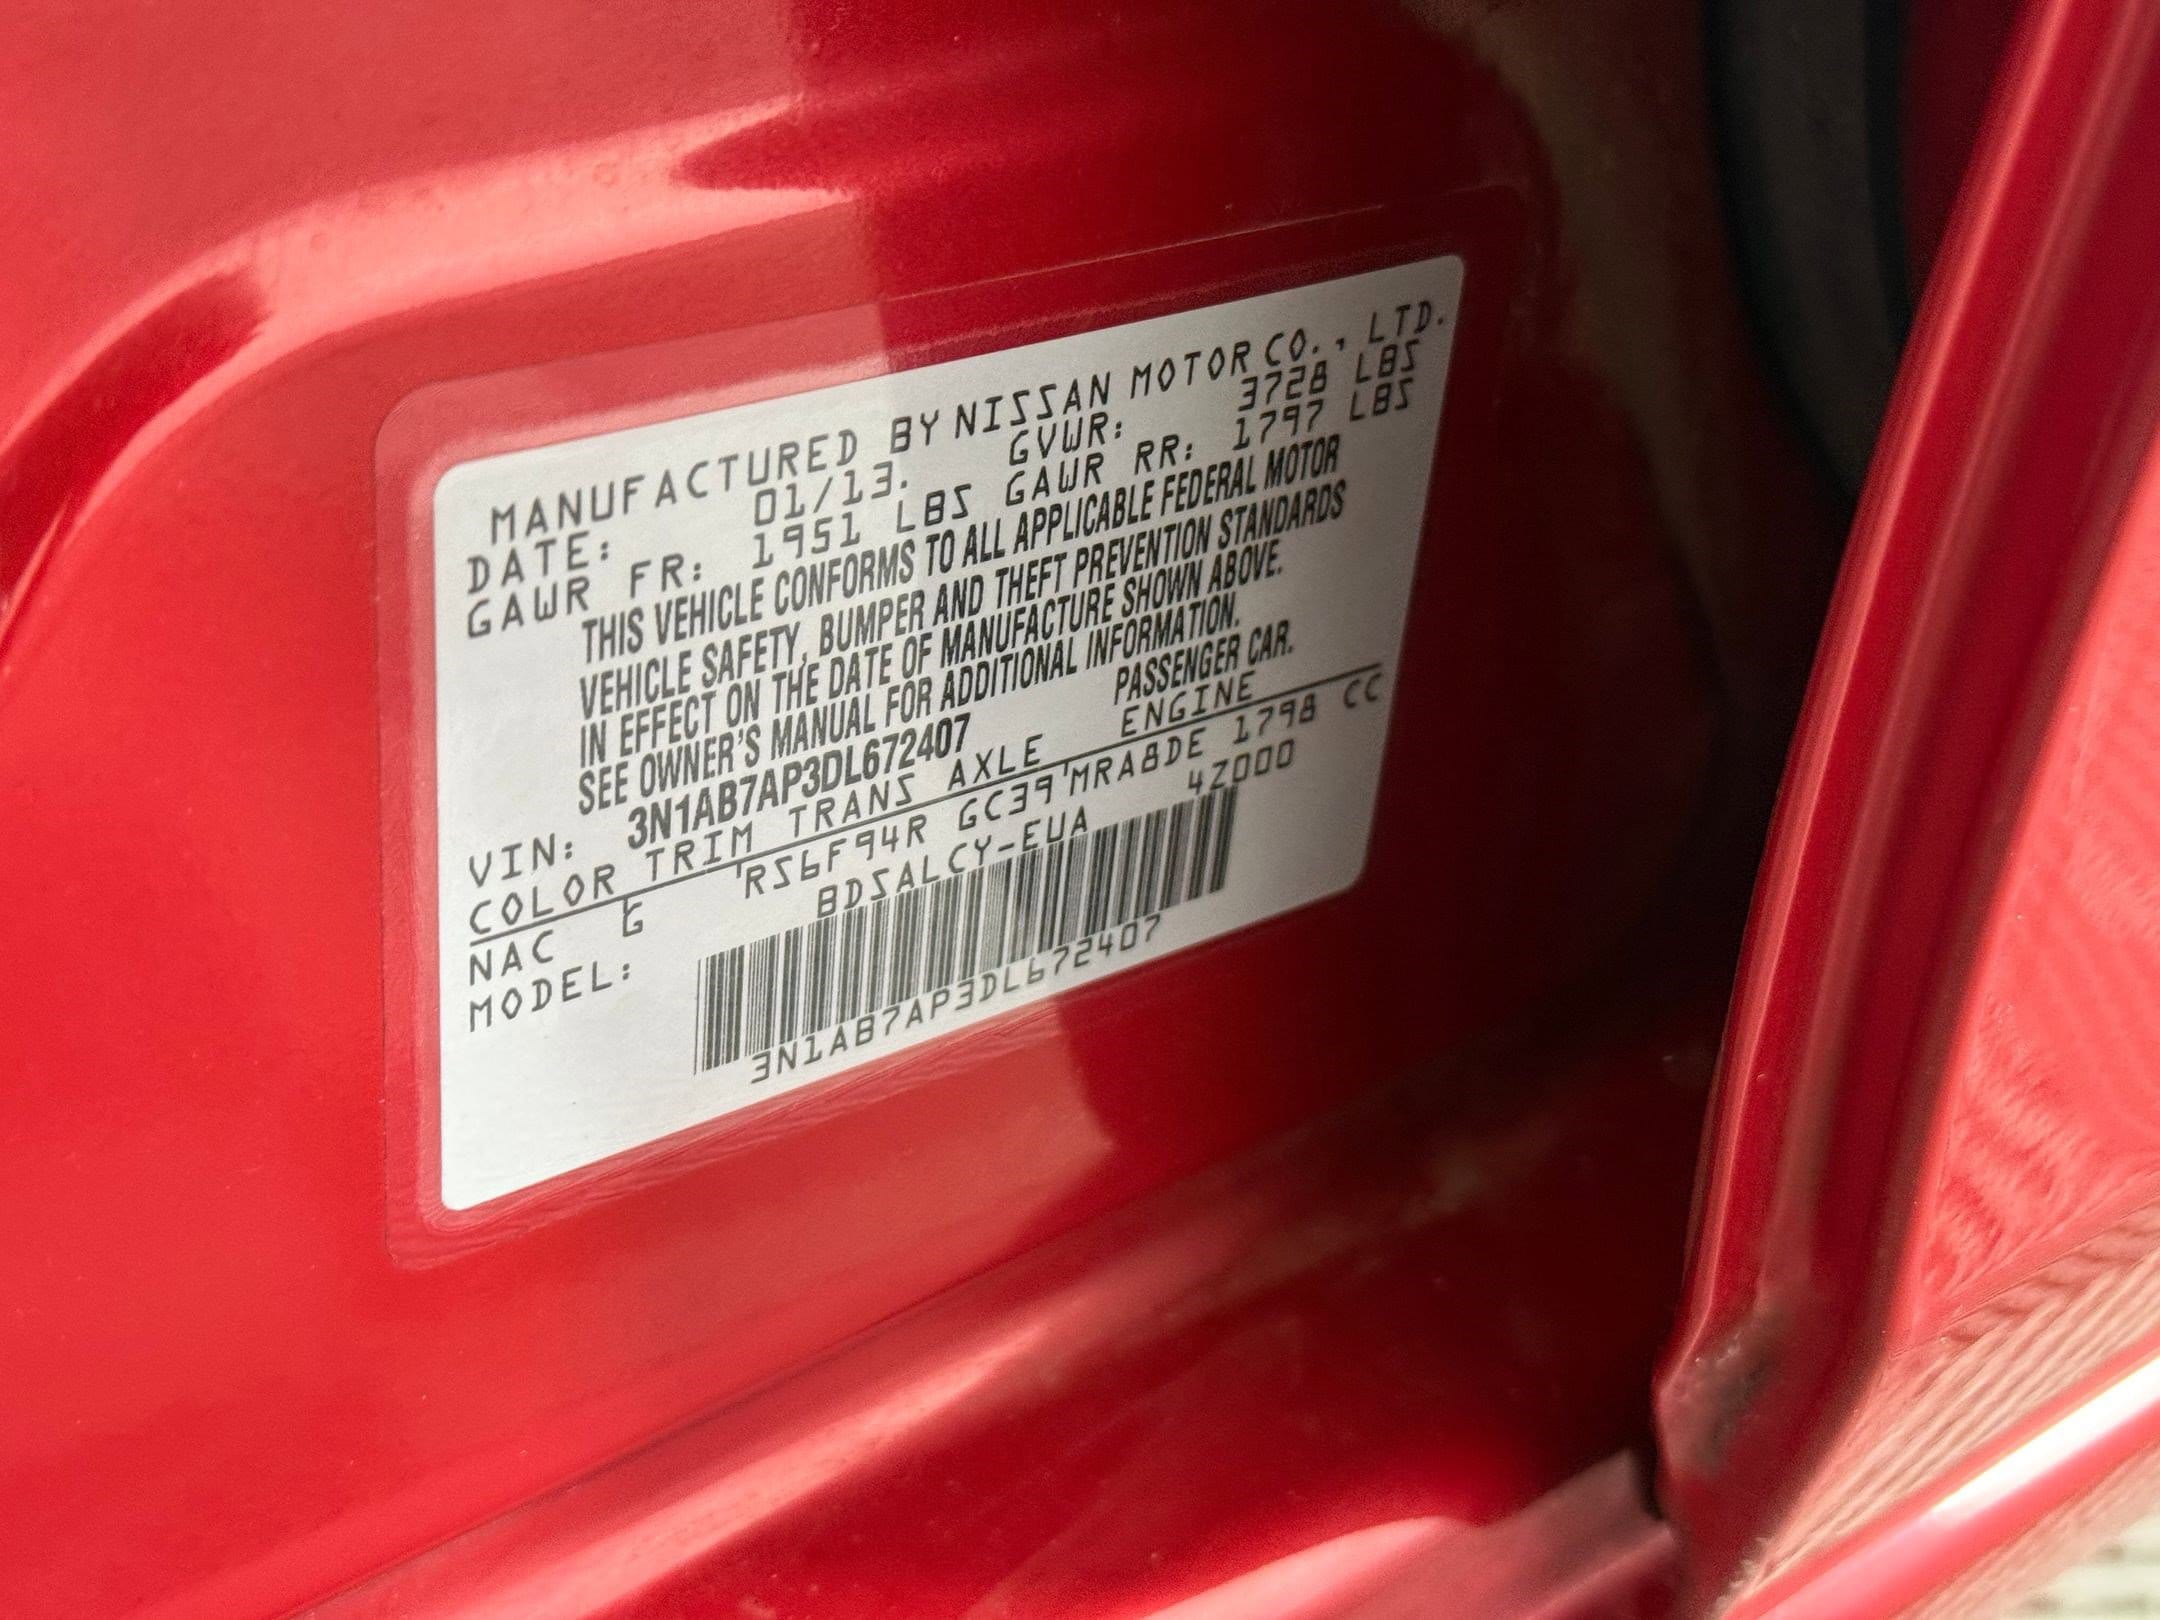 MANUFACTURED BY NISSAN MOTOR CO., LTD.
DATE: 01/13. GVWR: 3728 LBS
GAWR FR: 1951 LBS GAWR RR: 1797 LBS
THIS VEHICLE CONFORMS TO ALL APPLICABLE FEDERAL MOTOR
VEHICLE SAFETY, BUMPER AND THEFT PREVENTION STANDARDS
IN EFFECT ON THE DATE OF MANUFACTURE SHOWN ABOVE.
SEE OWNER'S MANUAL FOR ADDITIONAL INFORMATION.
VIN: 3N1AB7AP3DL672407 PASSENGER CAR.
COLOR TRIM TRANS AXLE ENGINE
NAC G RS6F94R GC39 MRA8DE 1798 CC
MODEL: BDSALCY-EUA 4Z000
3N1AB7AP3DL672407